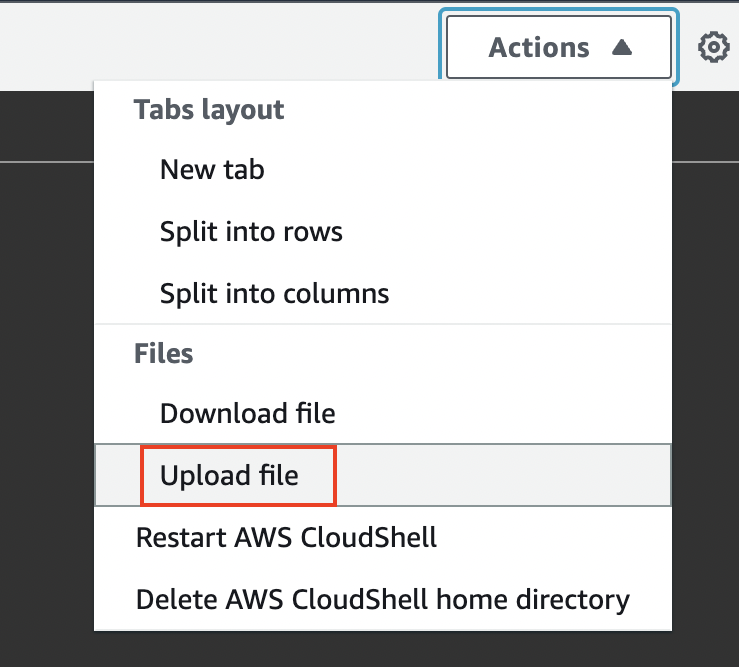 Actions
Tabs layout
New tab
Split into rows
Split into columns
Files
Download file
Upload file
Restart AWS CloudShell
Delete AWS CloudShell home directory